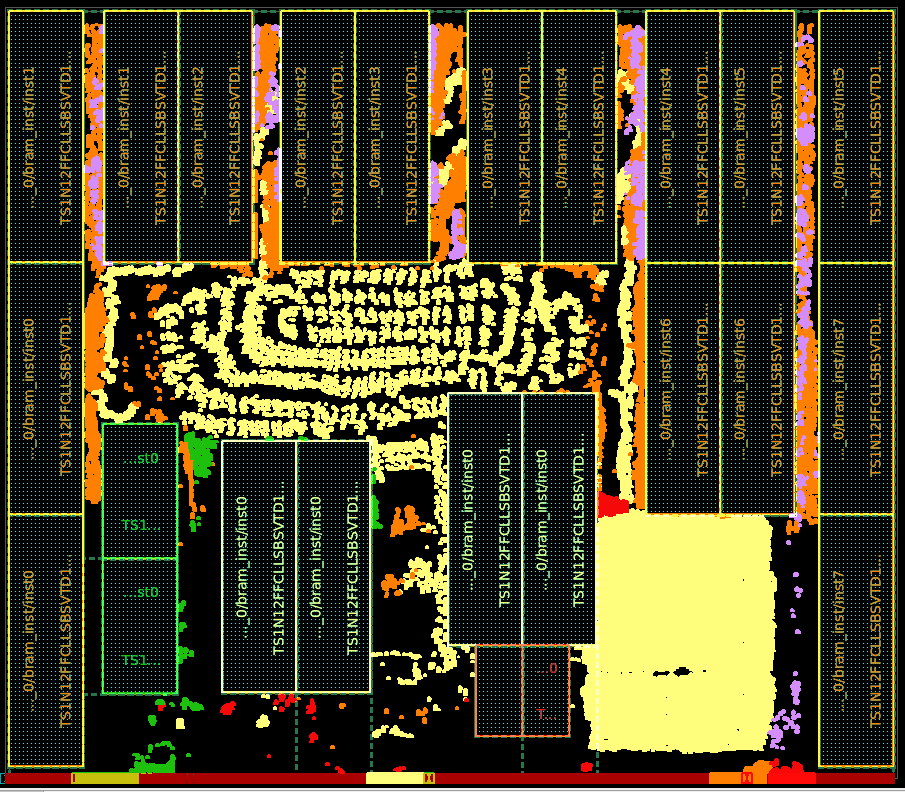 ..._0/bram_inst/inst1
TS1N12FFCLLSBSVTD1...
..._0/bram_inst/inst1
TS1N12FFCLLSBSVTD1...
..._0/bram_inst/inst2
TS1N12FFCLLSBSVTD1...
..._0/bram_inst/inst2
TS1N12FFCLLSBSVTD1...
..._0/bram_inst/inst3
TS1N12FFCLLSBSVTD1...
..._0/bram_inst/inst3
TS1N12FFCLLSBSVTD1...
..._0/bram_inst/inst4
TS1N12FFCLLSBSVTD1...
..._0/bram_inst/inst4
TS1N12FFCLLSBSVTD1...
..._0/bram_inst/inst5
TS1N12FFCLLSBSVTD1...
..._0/bram_inst/inst5
TS1N12FFCLLSBSVTD1...
..._0/bram_inst/inst0
TS1N12FFCLLSBSVTD1...
..._0/bram_inst/inst6
TS1N12FFCLLSBSVTD1...
..._0/bram_inst/inst6
TS1N12FFCLLSBSVTD1...
..._0/bram_inst/inst7
TS1N12FFCLLSBSVTD1...
...st0
TS1...
..._0/bram_inst/inst0
TS1N12FFCLLSBSVTD1...
..._0/bram_inst/inst0
TS1N12FFCLLSBSVTD1...
..._0/bram_inst/inst0
TS1N12FFCLLSBSVTD1...
..._0/bram_inst/inst0
TS1N12FFCLLSBSVTD1...
..._0/bram_inst/inst0
TS1N12FFCLLSBSVTD1...
...st0
TS1...
...0
T...
..._0/bram_inst/inst7
TS1N12FFCLLSBSVTD1...